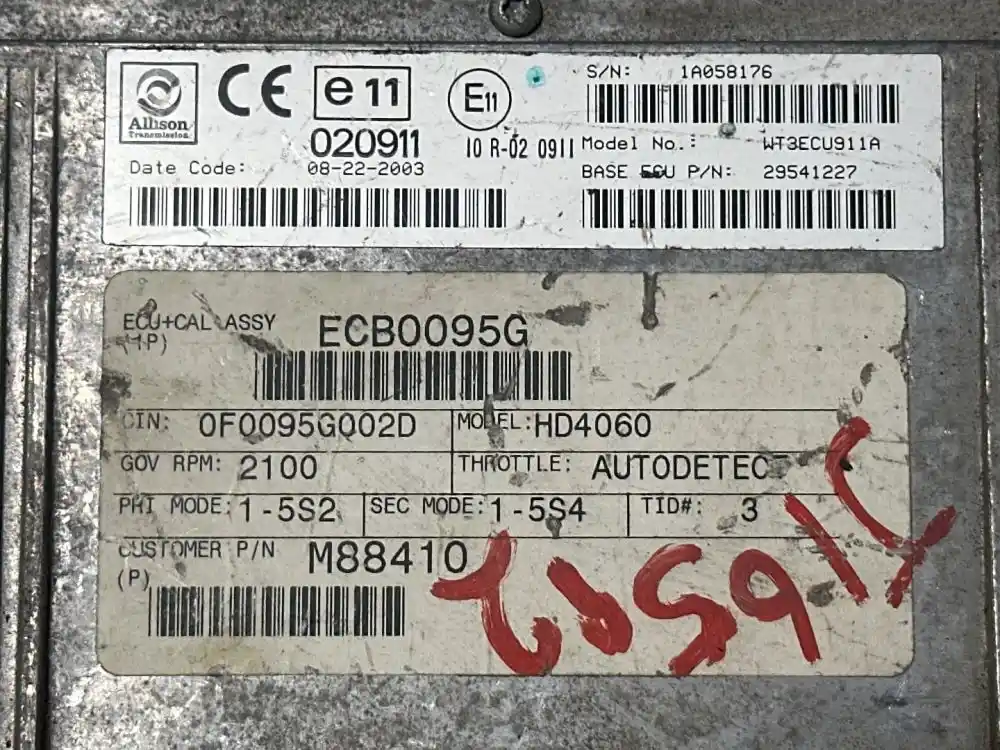 Allison
Transmission
CE
e11
020911
E11
10 R-02 0911
Date Code: 08-22-2003
S/N: 1A058176
Model No.: WT3ECU911A
BASE ECU P/N: 29541227
ECU+CAL ASSY ECB0095G
(1P)
CIN: 0F0095G002D
MODEL: HD4060
GOV RPM: 2100
THROTTLE: AUTODETECT
PRI MODE: 1-5S2
SEC MODE: 1-5S4
TID#: 3
CUSTOMER P/N M88410
(P)